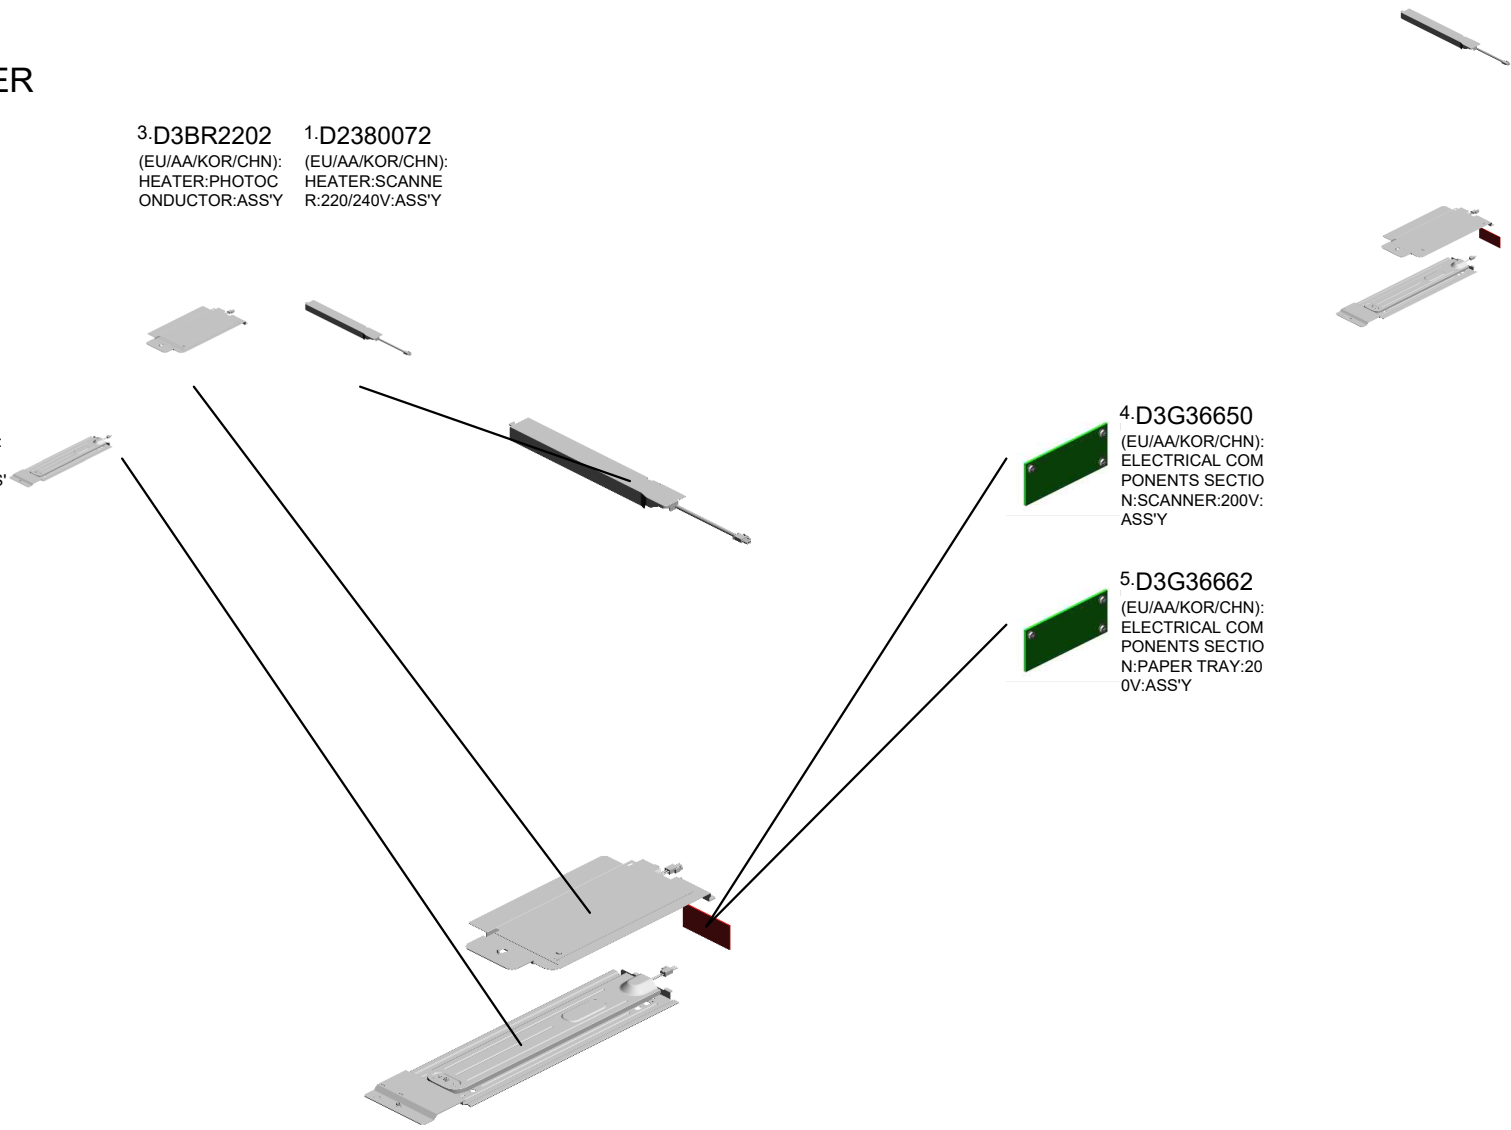 ER
3.D3BR2202
(EU/AA/KOR/CHN):
HEATER:PHOTOC
ONDUCTOR:ASS'Y
1.D2380072
(EU/AA/KOR/CHN):
HEATER:SCANNE
R:220/240V:ASS'Y
4.D3G36650
(EU/AA/KOR/CHN):
ELECTRICAL COM
PONENTS SECTIO
N:SCANNER:200V:
ASS'Y
5.D3G36662
(EU/AA/KOR/CHN):
ELECTRICAL COM
PONENTS SECTIO
N:PAPER TRAY:20
0V:ASS'Y